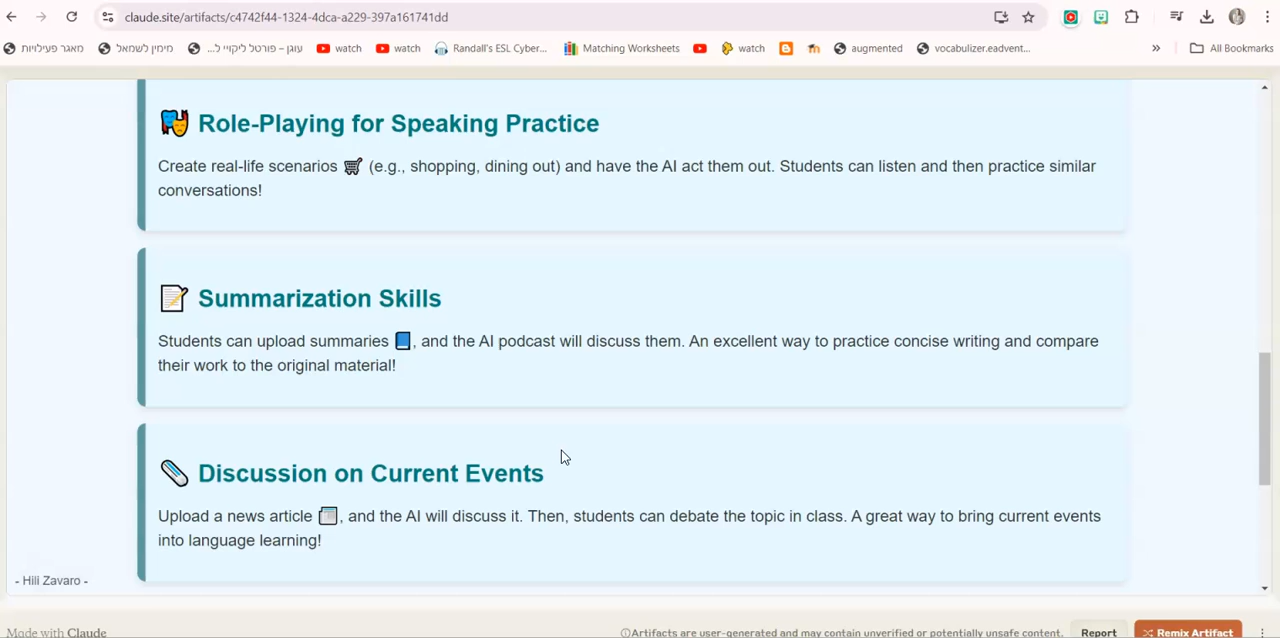 claude.site/artifacts/c4742f44-1324-4dca-a229-397a161741dd
מאגר פעילויות
מימין לשמאל
עוגן – פורטל ליקויי ל...
watch
watch
Randall's ESL Cyber...
Matching Worksheets
watch
augmented
vocabulizer.eadvent...
»
All Bookmarks
Role-Playing for Speaking Practice
Create real-life scenarios (e.g., shopping, dining out) and have the AI act them out. Students can listen and then practice similar
conversations!
Summarization Skills
Students can upload summaries , and the AI podcast will discuss them. An excellent way to practice concise writing and compare
their work to the original material!
Discussion on Current Events
Upload a news article , and the AI will discuss it. Then, students can debate the topic in class. A great way to bring current events
into language learning!
- Hili Zavaro -
Made with Claude
Artifacts are user-generated and may contain unverified or potentially unsafe content.
Report
Remix Artifact